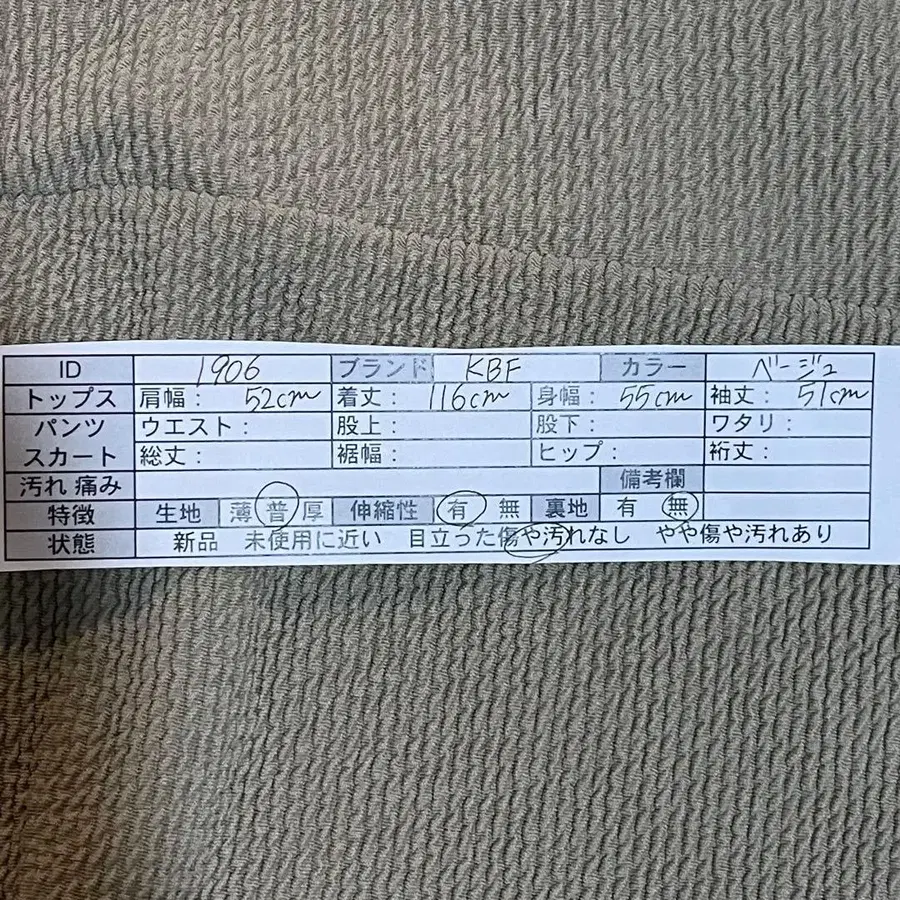 ID 1906 ブランド KBF カラー ベージュ
トップス 肩幅： 52cm 着丈： 116cm 身幅： 55cm 袖丈： 51cm
パンツ ウエスト： 股上： 股下： ワタリ：
スカート 総丈： 裾幅： ヒップ： 裄丈：
汚れ 痛み 備考欄
特徴 生地 薄 普 厚 伸縮性 有 無 裏地 有 無
状態 新品 未使用に近い 目立った傷や汚れなし やや傷や汚れあり